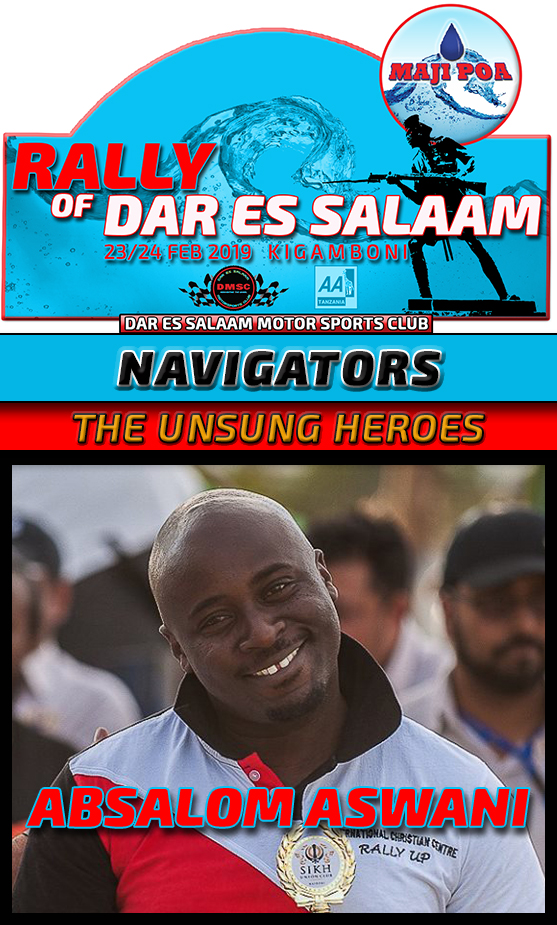 MAJI POA
RALLY
OF DAR ES SALAAM
23/24 FEB 2019 KIGAMBONI
DMSC
AA
TANZANIA
DAR ES SALAAM MOTOR SPORTS CLUB
NAVIGATORS
THE UNSUNG HEROES
ABSALOM ASWANI
CHRISTIAN CENTRE
RALLY UP
SIKH
UNION CLUB
NAIROBI